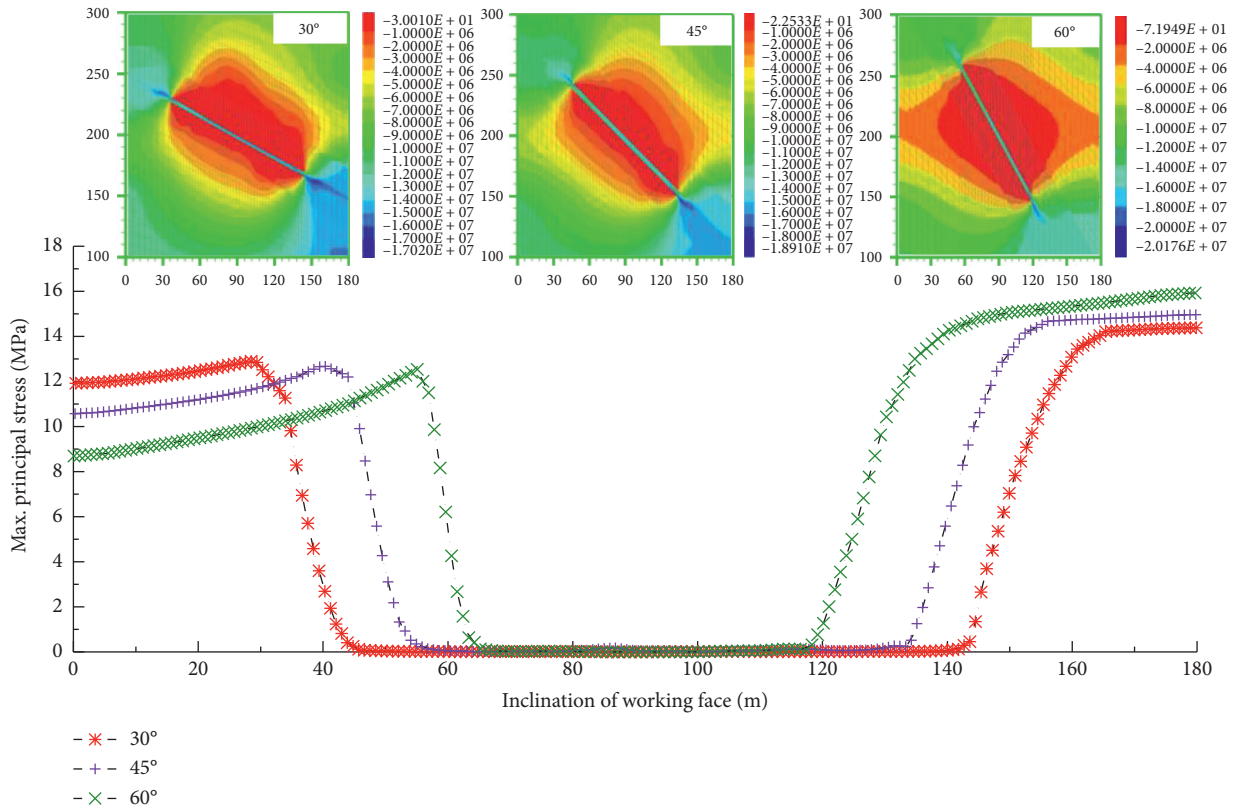 300
250
200
150
100
0 30 60 90 120 150 180
30°
–3.0010E + 01
–1.0000E + 06
–2.0000E + 06
–3.0000E + 06
–4.0000E + 06
–5.0000E + 06
–6.0000E + 06
–7.0000E + 06
–8.0000E + 06
–9.0000E + 06
–1.0000E + 07
–1.1000E + 07
–1.2000E + 07
–1.3000E + 07
–1.4000E + 07
–1.5000E + 07
–1.6000E + 07
–1.7000E + 07
–1.7020E + 07
300
250
200
150
100
0 30 60 90 120 150 180
45°
–2.2533E + 01
–1.0000E + 06
–2.0000E + 06
–3.0000E + 06
–4.0000E + 06
–5.0000E + 06
–6.0000E + 06
–7.0000E + 06
–8.0000E + 06
–9.0000E + 06
–1.0000E + 07
–1.1000E + 07
–1.2000E + 07
–1.3000E + 07
–1.4000E + 07
–1.5000E + 07
–1.6000E + 07
–1.7000E + 07
–1.8000E + 07
–1.8910E + 07
300
200
100
0 30 60 90 120 150 180
60°
–7.1949E + 01
–2.0000E + 06
–4.0000E + 06
–6.0000E + 06
–8.0000E + 06
–1.0000E + 07
–1.2000E + 07
–1.4000E + 07
–1.6000E + 07
–1.8000E + 07
–2.0000E + 07
–2.0176E + 07
Max. principal stress (MPa)
18
16
14
12
10
8
6
4
2
0
0 20 40 60 80 100 120 140 160 180
Inclination of working face (m)
30°
45°
60°